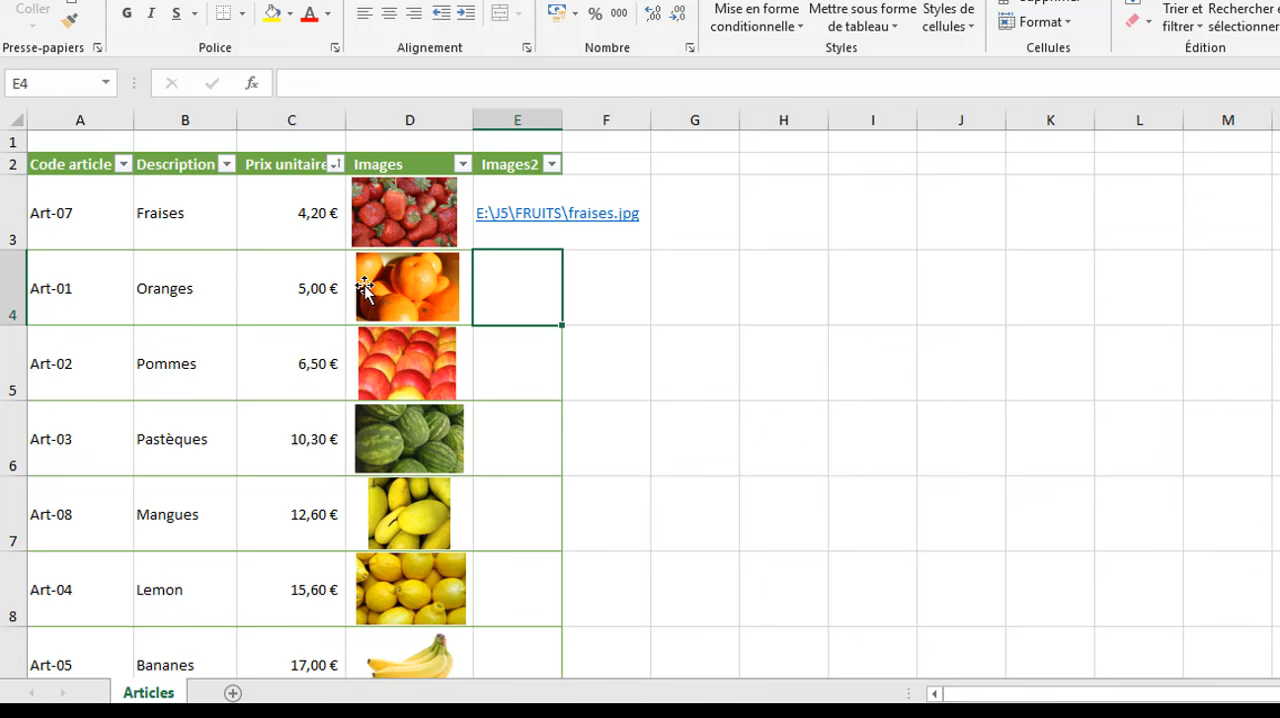 Coller
G I S A % 000
Mise en forme conditionnelle
Mettre sous forme de tableau
Styles de cellules
Format
Trier et filtrer
Rechercher
Presse-papiers Police Alignement Nombre Styles Cellules Édition
E4 fx
A B C D E F G H I J K L M
1
2 Code article Description Prix unitaire Images Images2
3 Art-07 Fraises 4,20 € E:\J5\FRUITS\fraises.jpg
4 Art-01 Oranges 5,00 €
5 Art-02 Pommes 6,50 €
6 Art-03 Pastèques 10,30 €
7 Art-08 Mangues 12,60 €
8 Art-04 Lemon 15,60 €
Art-05 Bananes 17,00 €
Articles